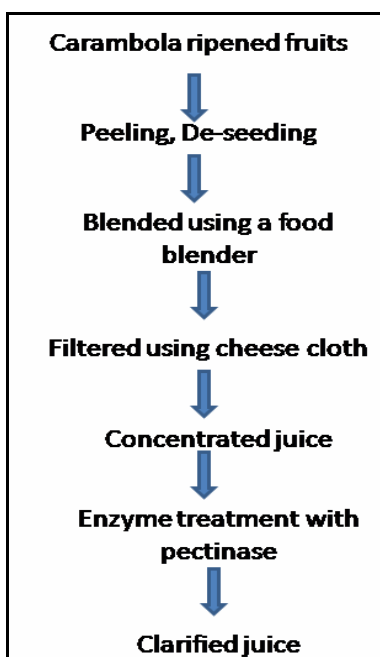 Carambola ripened fruits
Peeling, De-seeding
Blended using a food
blender
Filtered using cheese cloth
Concentrated juice
Enzyme treatment with
pectinase
Clarified juice